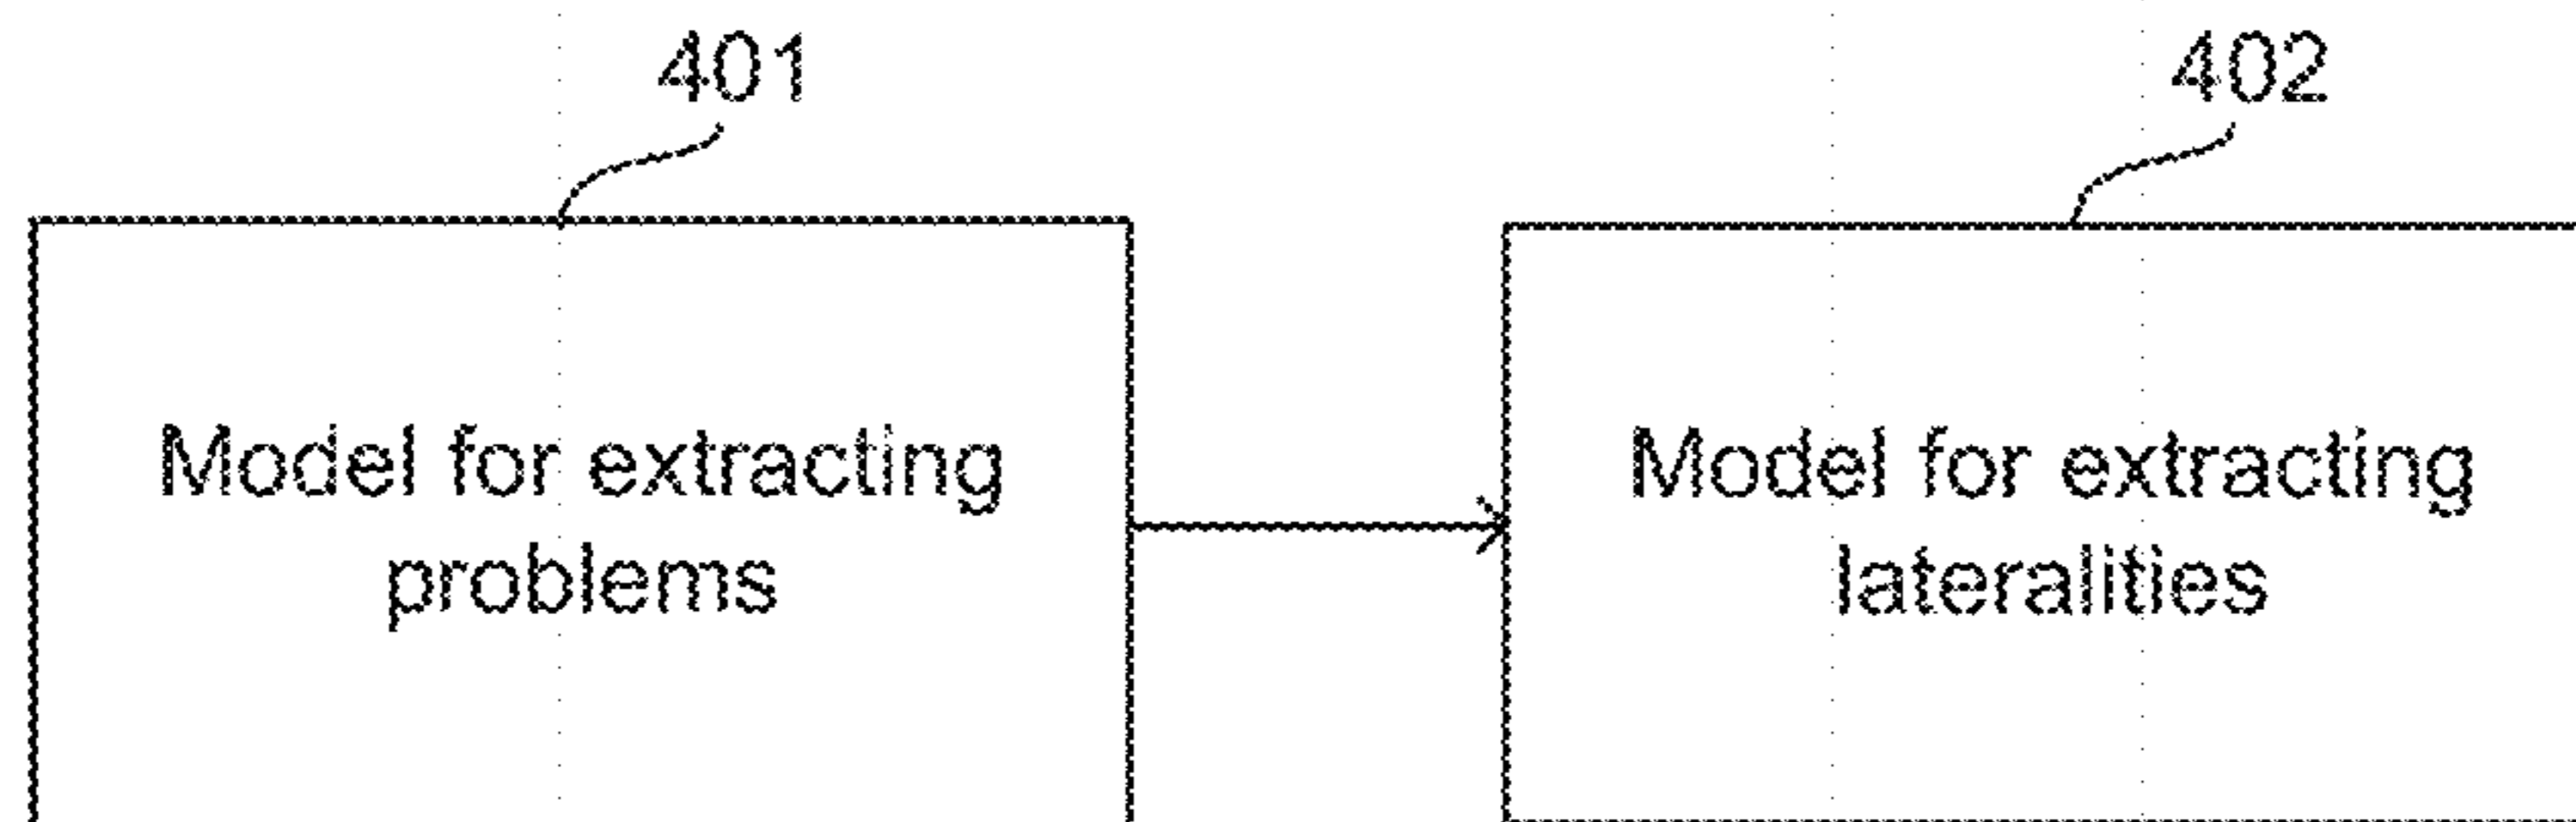 401
402
Model for extracting
problems
Model for extracting
lateralities